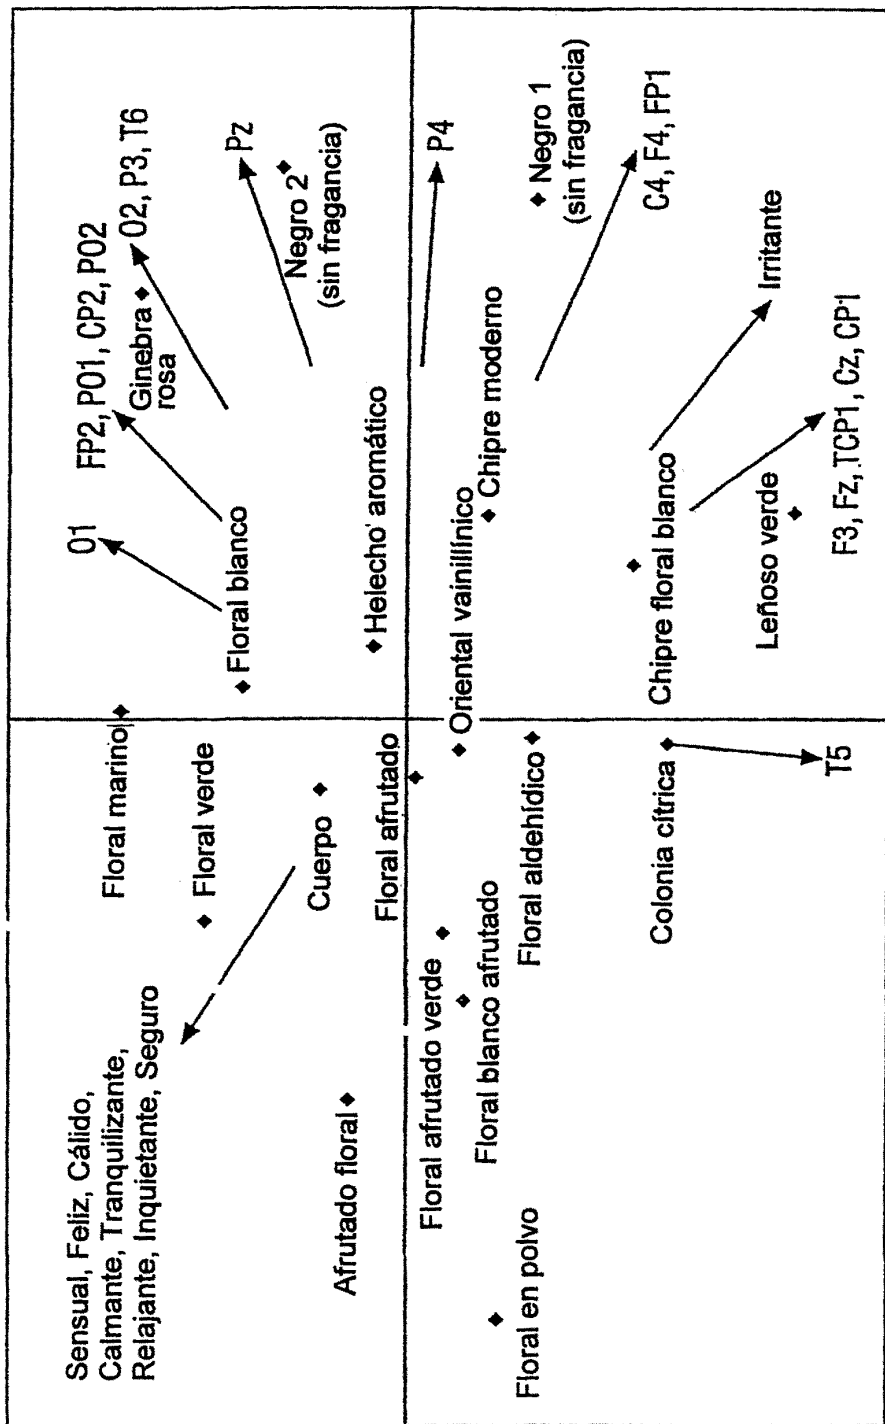 Sensual, Feliz, Cálido,
Calmante, Tranquilizante,
Relajante, Inquietante, Seguro
Floral marino
Floral verde
Cuerpo
Floral afrutado
Afrutado floral
O1
FP2, PO1, CP2, PO2
Ginebra
rosa
O2, P3, T6
Floral blanco
Pz
Negro 2
(sin fragancia)
Helecho aromático
Floral afrutado verde
Floral blanco afrutado
Floral en polvo
Floral aldehídico
Colonia cítrica
T5
Oriental vainillínico
P4
Chipre moderno
Negro 1
(sin fragancia)
C4, F4, FP1
Chipre floral blanco
Irritante
Leñoso verde
F3, Fz, TCP1, Cz, CP1